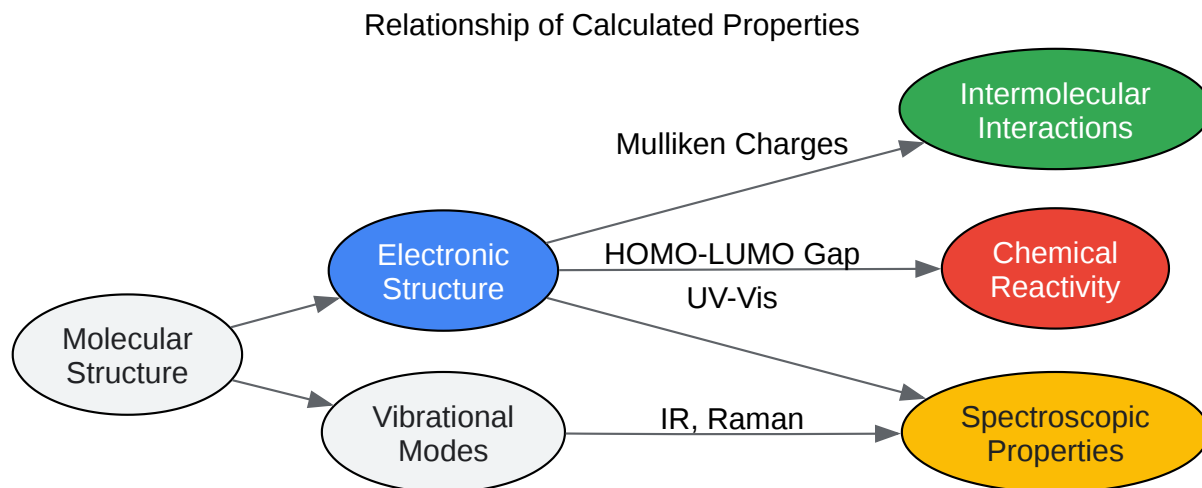 Relationship of Calculated Properties
Intermolecular
Interactions
Mulliken Charges
Electronic
Structure
HOMO-LUMO Gap
Chemical
Reactivity
UV-Vis
Molecular
Structure
Vibrational
Modes
IR, Raman
Spectroscopic
Properties